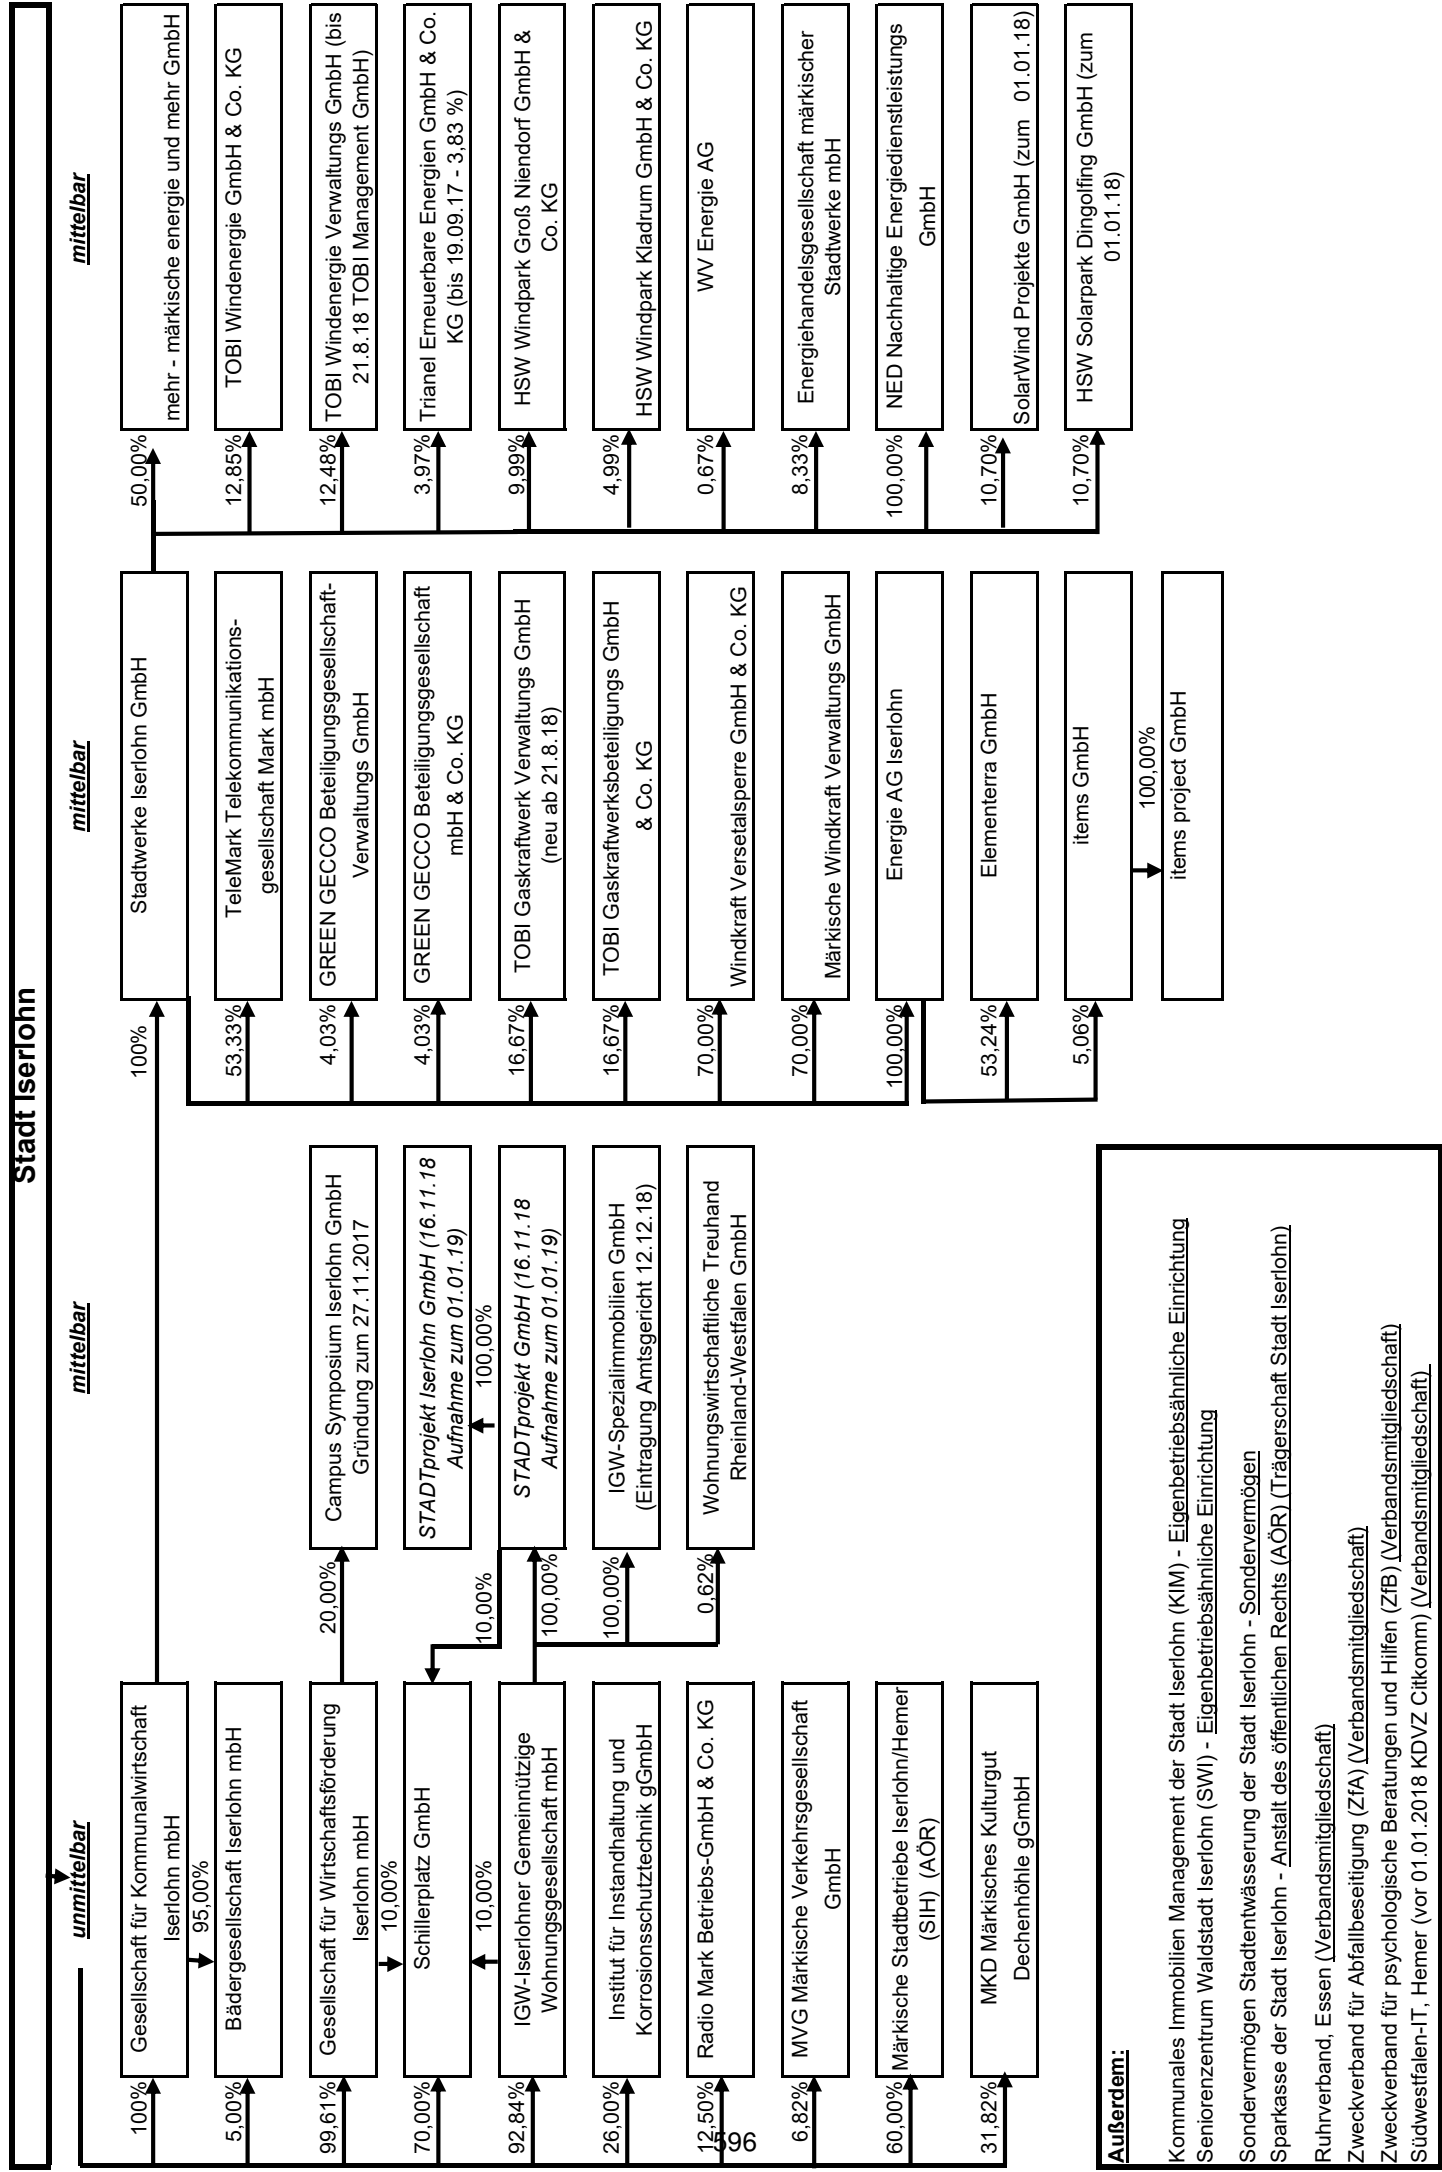 Stadt Iserlohn
unmittelbar
mittelbar
mittelbar
mittelbar
100%
Gesellschaft für Kommunalwirtschaft
Iserlohn mbH
95,00%
5,00%
Bädergesellschaft Iserlohn mbH
99,61%
Gesellschaft für Wirtschaftsförderung
Iserlohn mbH
10,00%
70,00%
Schillerplatz GmbH
10,00%
92,84%
IGW-Iserlohner Gemeinnützige
Wohnungsgesellschaft mbH
26,00%
Institut für Instandhaltung und
Korrosionsschutztechnik gGmbH
12,50%
Radio Mark Betriebs-GmbH & Co. KG
6,82%
MVG Märkische Verkehrsgesellschaft
GmbH
60,00%
Märkische Stadtbetriebe Iserlohn/Hemer
(SIH) (AÖR)
31,82%
MKD Märkisches Kulturgut
Dechenhöhle gGmbH
20,00%
Campus Symposium Iserlohn GmbH
Gründung zum 27.11.2017
STADTprojekt Iserlohn GmbH (16.11.18
Aufnahme zum 01.01.19)
100,00%
10,00%
STADTprojekt GmbH (16.11.18
Aufnahme zum 01.01.19)
100,00%
100,00%
IGW-Spezialimmobilien GmbH
(Eintragung Amtsgericht 12.12.18)
0,62%
Wohnungswirtschaftliche Treuhand
Rheinland-Westfalen GmbH
100%
Stadtwerke Iserlohn GmbH
53,33%
TeleMark Telekommunikations-
gesellschaft Mark mbH
4,03%
GREEN GECCO Beteiligungsgesellschaft-
Verwaltungs GmbH
4,03%
GREEN GECCO Beteiligungsgesellschaft
mbH & Co. KG
16,67%
TOBI Gaskraftwerk Verwaltungs GmbH
(neu ab 21.8.18)
16,67%
TOBI Gaskraftwerksbeteiligungs GmbH
& Co. KG
70,00%
Windkraft Versetalsperre GmbH & Co. KG
70,00%
Märkische Windkraft Verwaltungs GmbH
100,00%
Energie AG Iserlohn
53,24%
Elementerra GmbH
5,06%
items GmbH
100,00%
items project GmbH
50,00%
mehr - märkische energie und mehr GmbH
12,85%
TOBI Windenergie GmbH & Co. KG
12,48%
TOBI Windenergie Verwaltungs GmbH (bis
21.8.18 TOBI Management GmbH)
3,97%
Trianel Erneuerbare Energien GmbH & Co.
KG (bis 19.09.17 - 3,83 %)
9,99%
HSW Windpark Groß Niendorf GmbH &
Co. KG
4,99%
HSW Windpark Kladrum GmbH & Co. KG
0,67%
WV Energie AG
8,33%
Energiehandelsgesellschaft märkischer
Stadtwerke mbH
100,00%
NED Nachhaltige Energiedienstleistungs
GmbH
10,70%
SolarWind Projekte GmbH (zum 01.01.18)
10,70%
HSW Solarpark Dingolfing GmbH (zum
01.01.18)
Außerdem:
Kommunales Immobilien Management der Stadt Iserlohn (KIM) - Eigenbetriebsähnliche Einrichtung
Seniorenzentrum Waldstadt Iserlohn (SWI) - Eigenbetriebsähnliche Einrichtung
Sondervermögen Stadtentwässerung der Stadt Iserlohn - Sondervermögen
Sparkasse der Stadt Iserlohn - Anstalt des öffentlichen Rechts (AÖR) (Trägerschaft Stadt Iserlohn)
Ruhrverband, Essen (Verbandsmitgliedschaft)
Zweckverband für Abfallbeseitigung (ZfA) (Verbandsmitgliedschaft)
Zweckverband für psychologische Beratungen und Hilfen (ZfB) (Verbandsmitgliedschaft)
Südwestfalen-IT, Hemer (vor 01.01.2018 KDVZ Citkomm) (Verbandsmitgliedschaft)
596